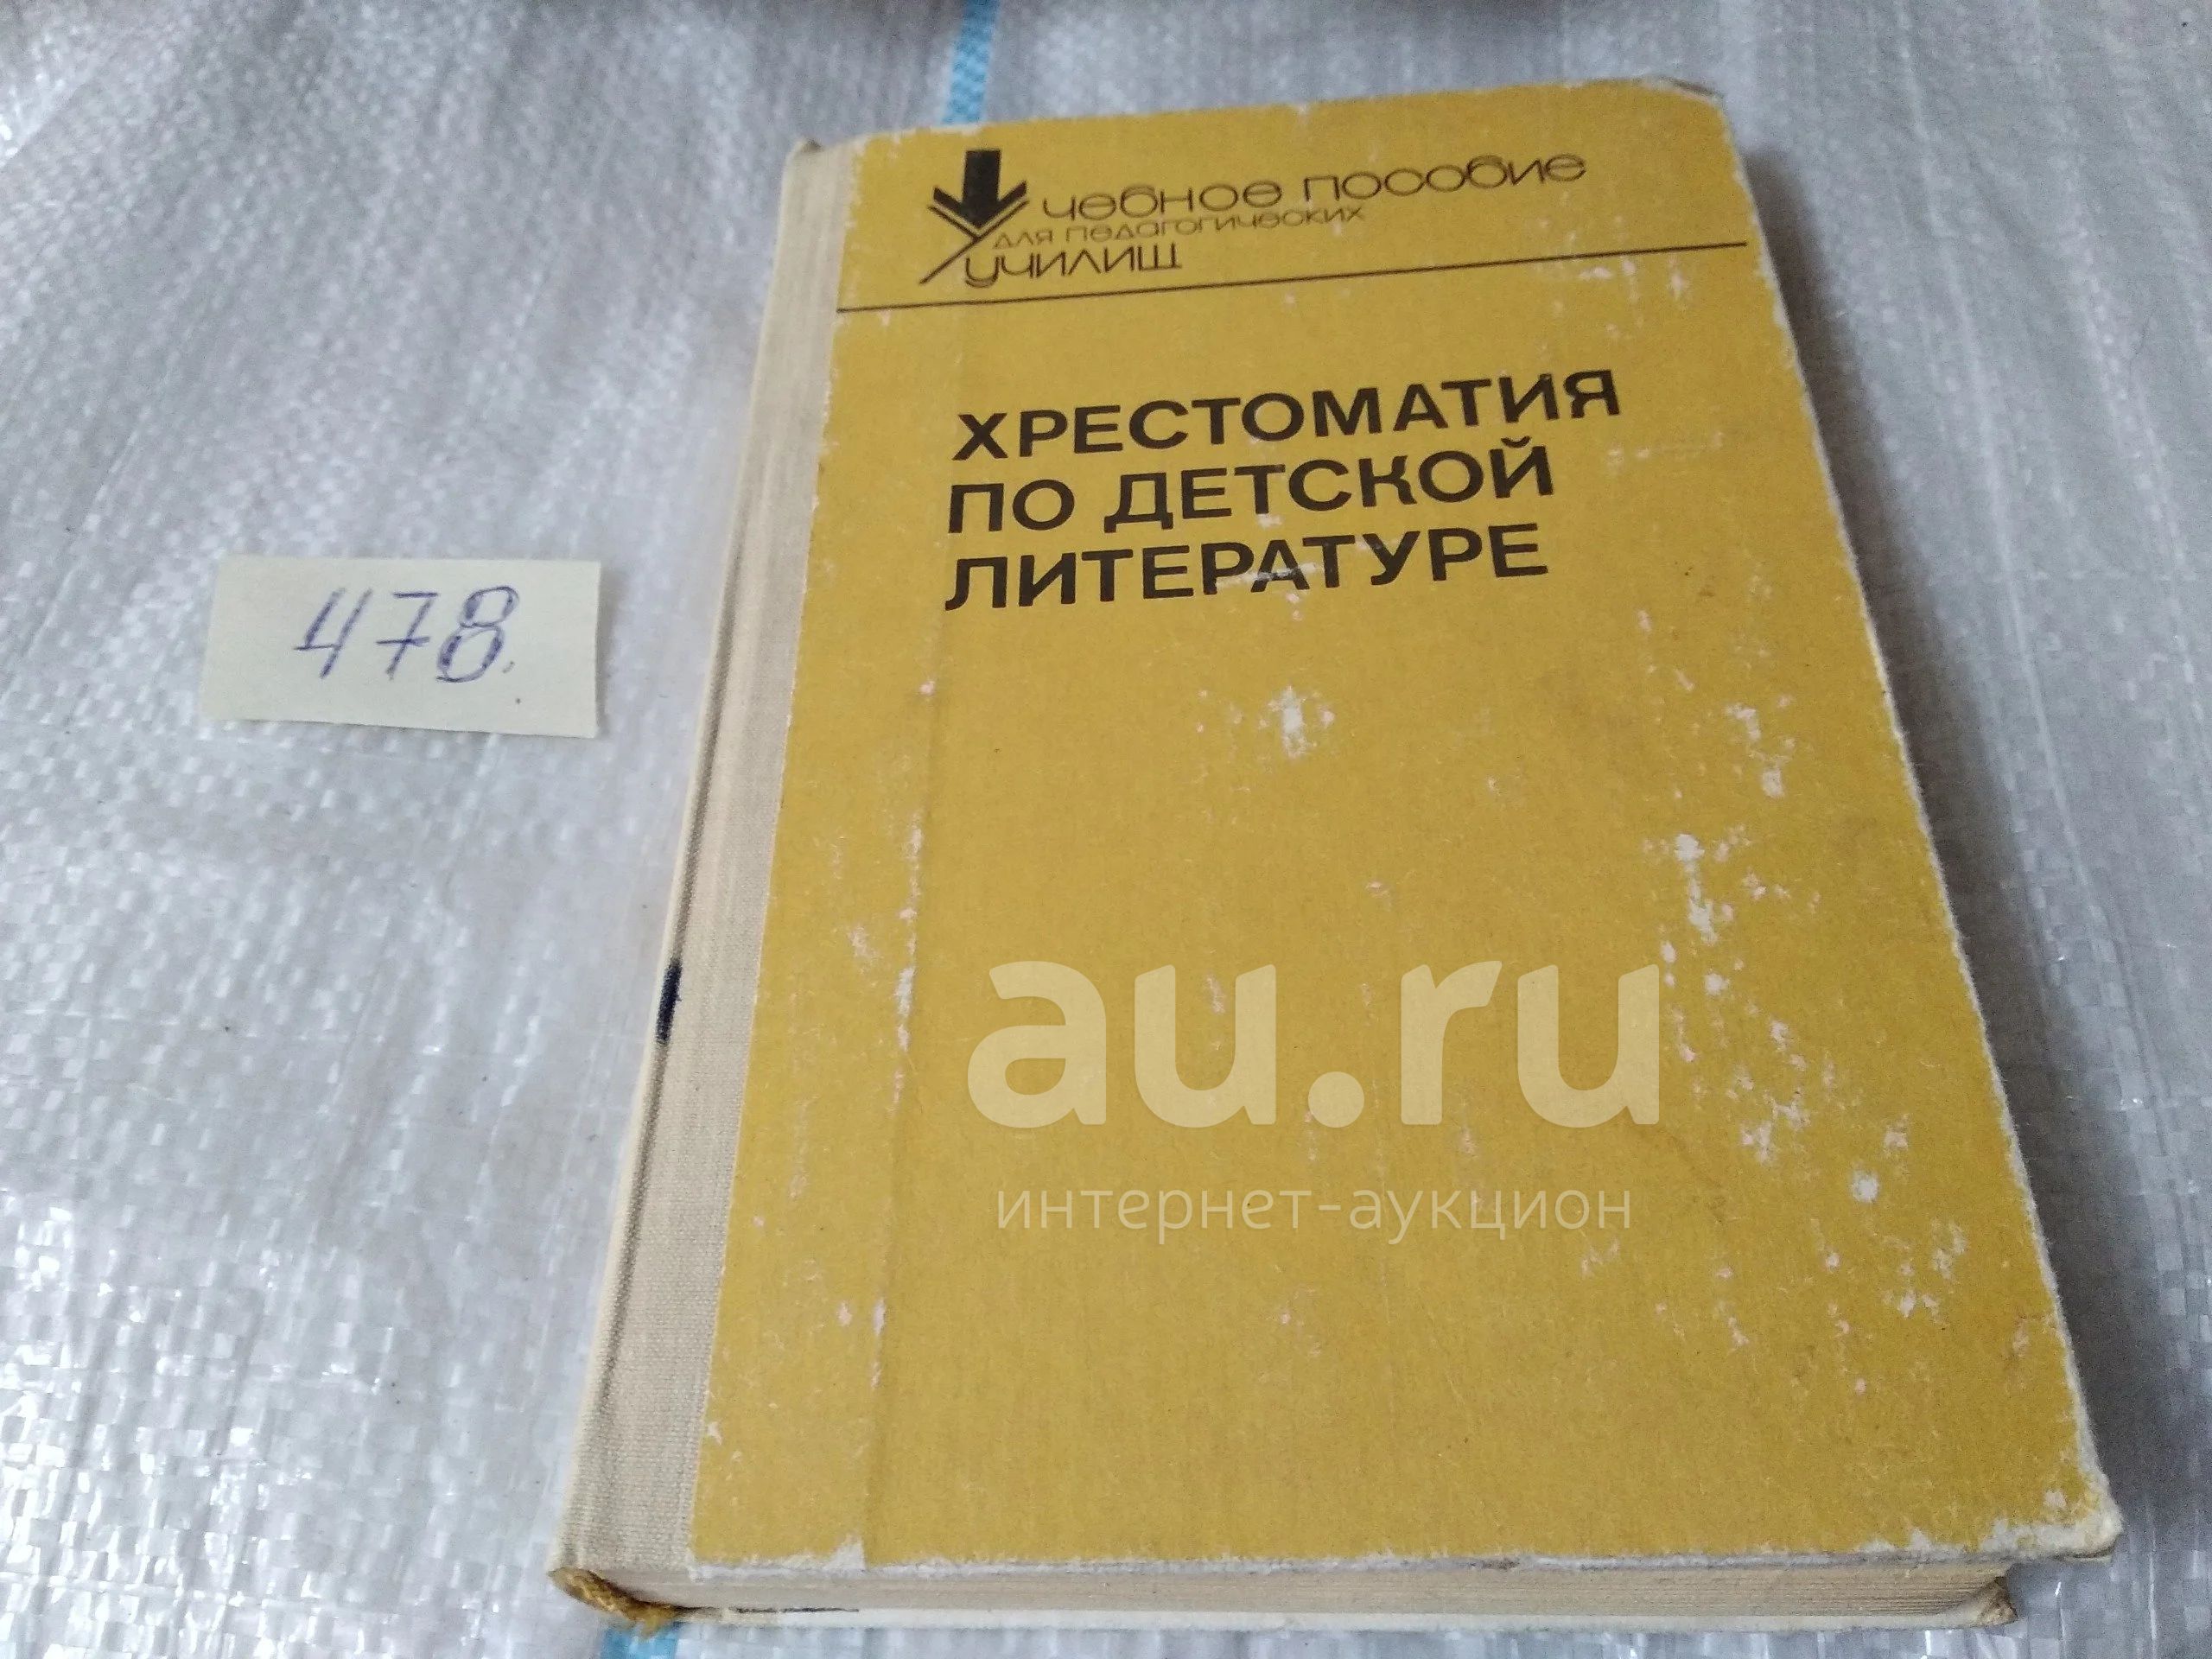 Учебное пособие
для педагогических
училищ
ХРЕСТОМАТИЯ
ПО ДЕТСКОЙ
ЛИТЕРАТУРЕ
478.
au.ru
интернет-аукцион